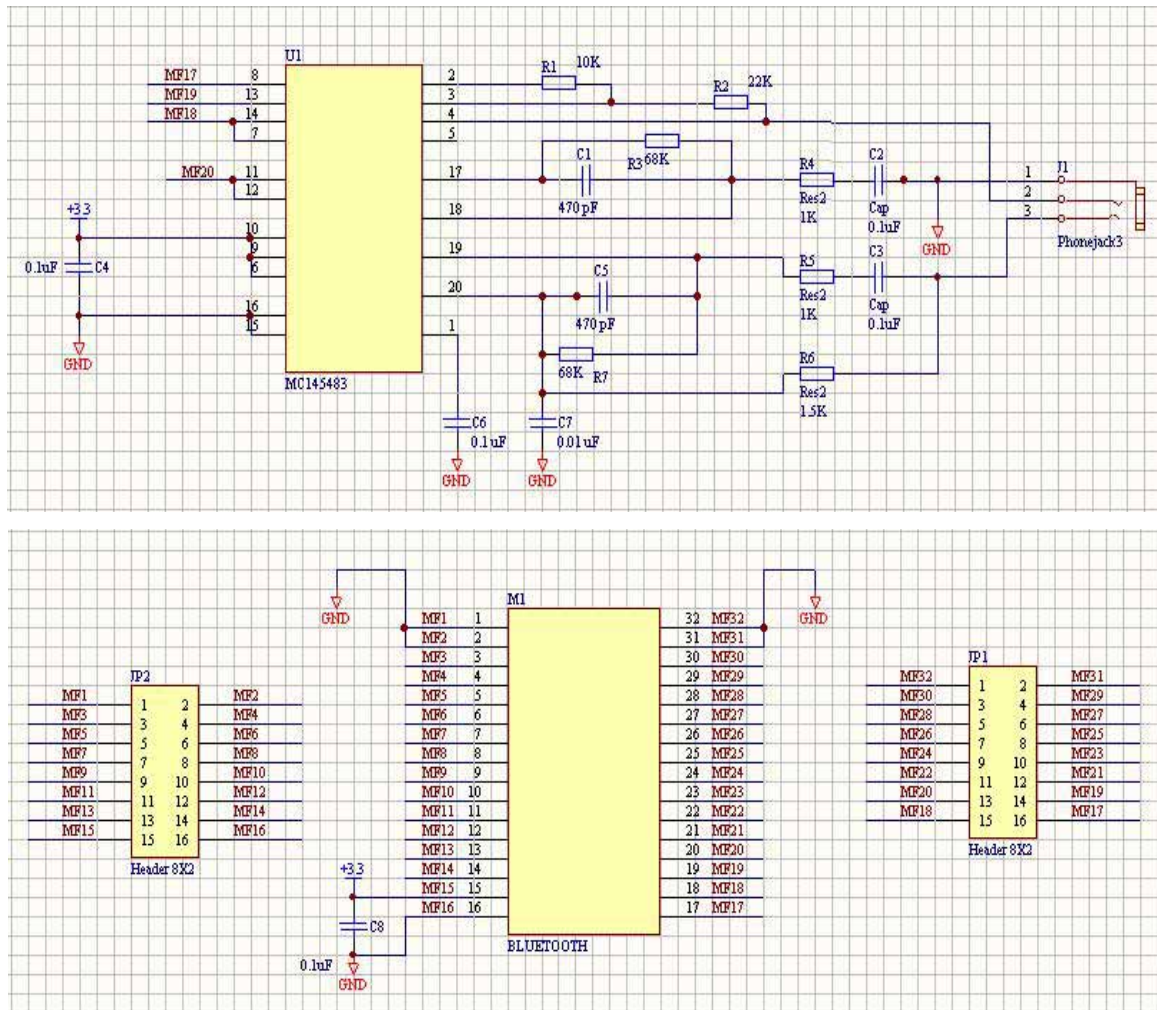 U1
MF17 8
MF19 13
MF18 14
7
MF20 11
12
+3.3
10
9
6
0.1uF C4
16
15
GND
MC145483
2 R1 10K
3 R2 22K
4
5
R3 68K
17 C1
470pF
18
19
20 C5
470pF
1
68K R7
C6
0.1uF
GND
C7
0.01uF
GND
R4
Res2
1K
C2
Cap
0.1uF
GND
R5
Res2
1K
C3
Cap
0.1uF
R6
Res2
1.5K
J1
1
2
3
Phonejack3
GND
GND
M1
MF1 1
MF2 2
MF3 3
MF4 4
MF5 5
MF6 6
MF7 7
MF8 8
MF9 9
MF10 10
MF11 11
MF12 12
MF13 13
MF14 14
MF15 15
MF16 16
32 MF32
31 MF31
30 MF30
29 MF29
28 MF28
27 MF27
26 MF26
25 MF25
24 MF24
23 MF23
22 MF22
21 MF21
20 MF20
19 MF19
18 MF18
17 MF17
BLUETOOTH
JP2
MF1 1 2 MF2
MF3 3 4 MF4
MF5 5 6 MF6
MF7 7 8 MF8
MF9 9 10 MF10
MF11 11 12 MF12
MF13 13 14 MF14
MF15 15 16 MF16
Header 8X2
+3.3
C8
0.1uF
GND
JP1
MF32 1 2 MF31
MF30 3 4 MF29
MF28 5 6 MF27
MF26 7 8 MF25
MF24 9 10 MF23
MF22 11 12 MF21
MF20 13 14 MF19
MF18 15 16 MF17
Header 8X2